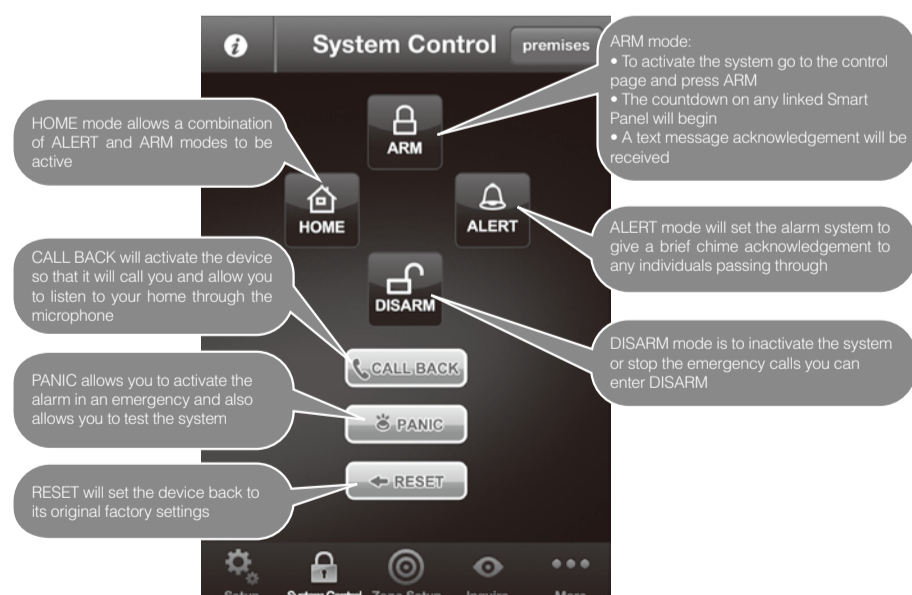 System Control
premises
ARM mode:
• To activate the system go to the control
page and press ARM
• The countdown on any linked Smart
Panel will begin
• A text message acknowledgement will be
received
HOME mode allows a combination
of ALERT and ARM modes to be
active
ARM
HOME
ALERT
ALERT mode will set the alarm system to
give a brief chime acknowledgement to
any individuals passing through
CALL BACK will activate the device
so that it will call you and allow you
to listen to your home through the
microphone
DISARM
DISARM mode is to inactivate the system
or stop the emergency calls you can
enter DISARM
CALL BACK
PANIC allows you to activate the
alarm in an emergency and also
allows you to test the system
PANIC
RESET will set the device back to
its original factory settings
RESET
Setup
System Control
Zone Setup
Inquire
More